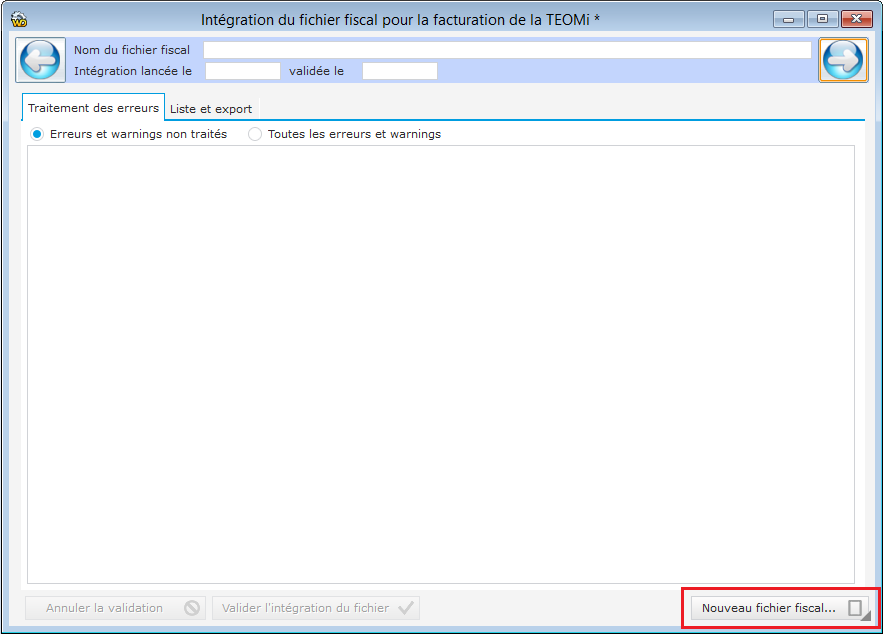 Intégration du fichier fiscal pour la facturation de la TEOMi *
Nom du fichier fiscal
Intégration lancée le validée le
Traitement des erreurs Liste et export
Erreurs et warnings non traités Toutes les erreurs et warnings
Annuler la validation Valider l'intégration du fichier Nouveau fichier fiscal...